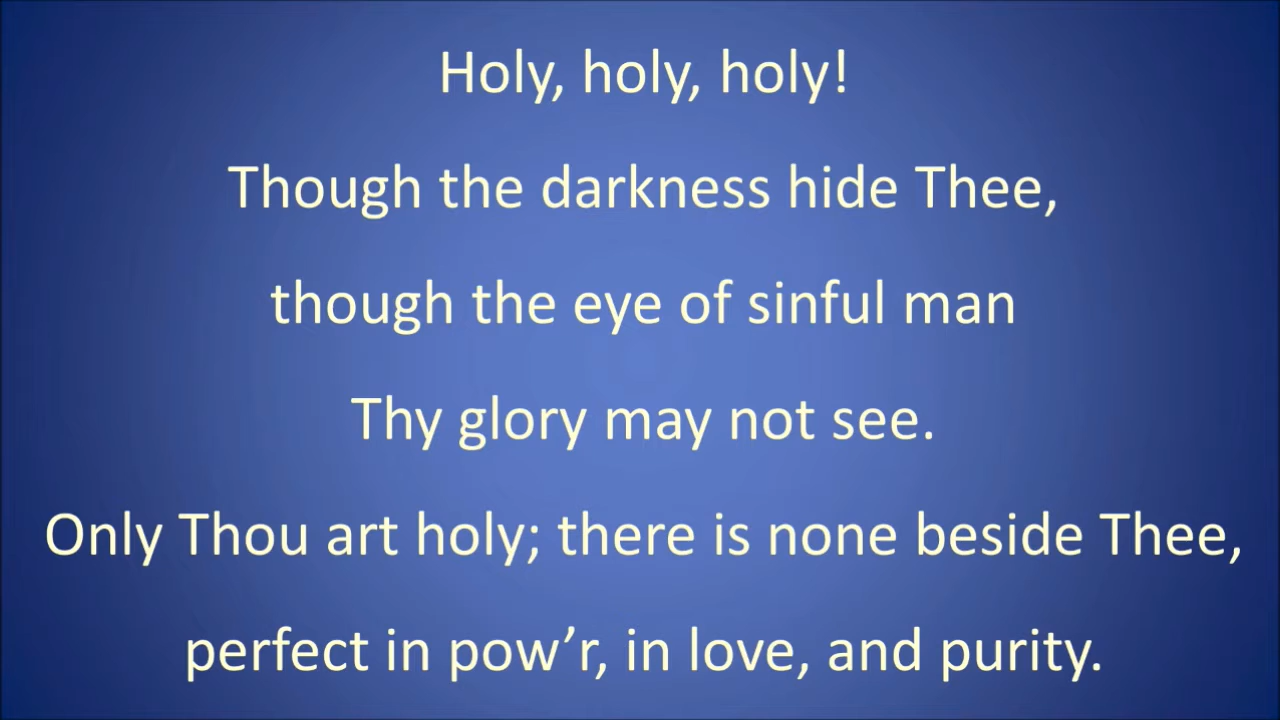 Holy, holy, holy!
Though the darkness hide Thee,
though the eye of sinful man
Thy glory may not see.
Only Thou art holy; there is none beside Thee,
perfect in pow’r, in love, and purity.